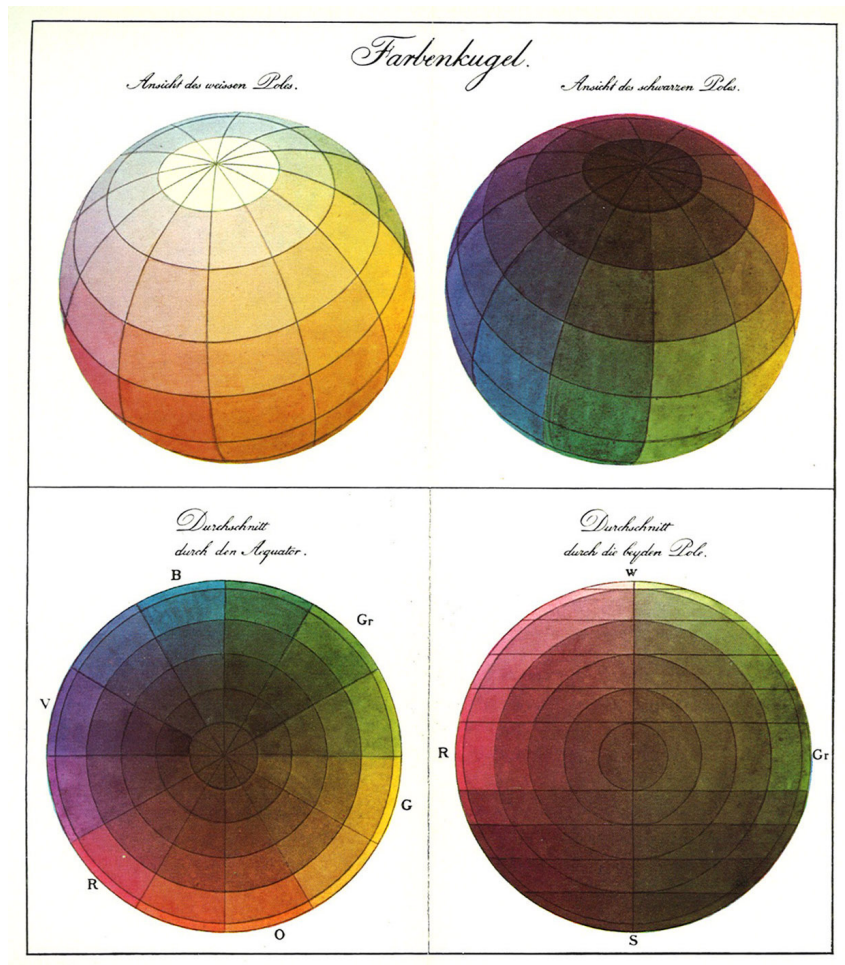 Farbenkugel.
Ansicht des weissen Poles.
Ansicht des schwarzen Poles.
Durchschnitt
durch den Aequator.
Durchschnitt
durch die beyden Pole.
B
Gr
V
G
R
O
W
R
Gr
S